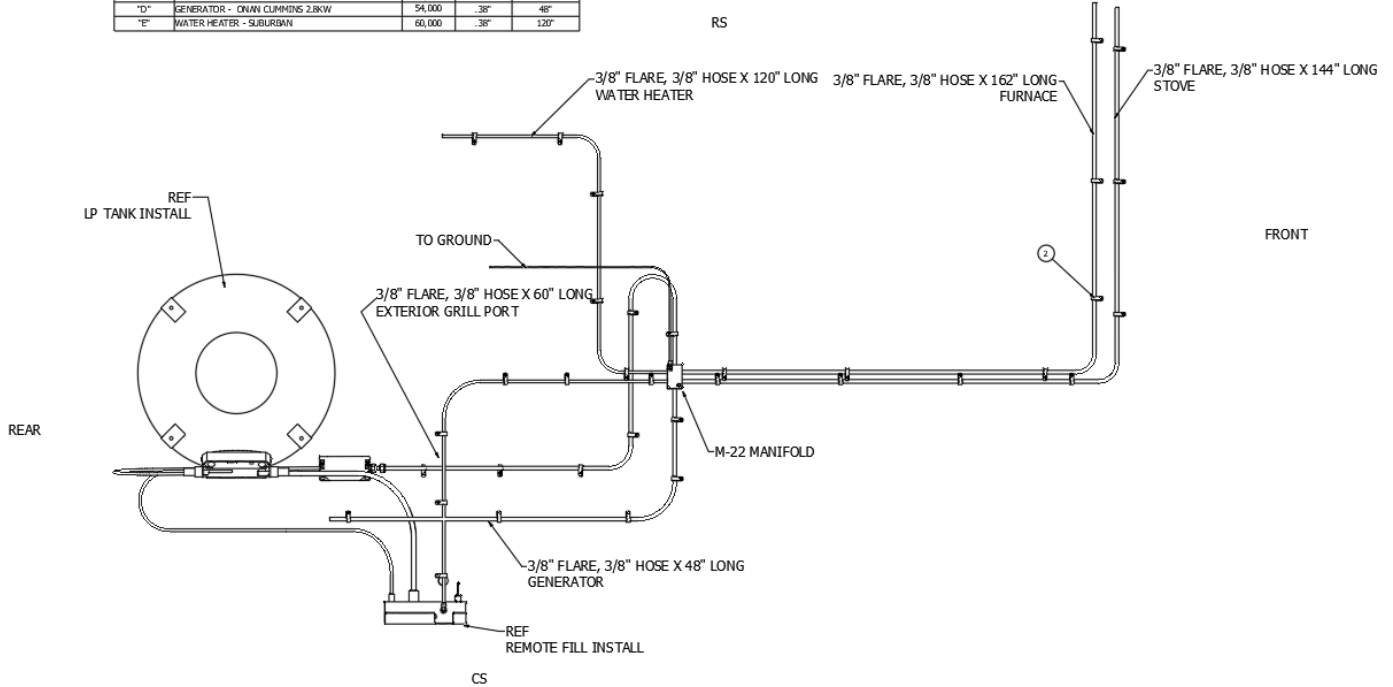 "D" GENERATOR - ONAN CUMMINS 2.8KW 54,000 .38" 48"
"E" WATER HEATER - SUBURBAN 60,000 .38" 120"
RS
3/8" FLARE, 3/8" HOSE X 120" LONG
WATER HEATER
3/8" FLARE, 3/8" HOSE X 162" LONG
FURNACE
3/8" FLARE, 3/8" HOSE X 144" LONG
STOVE
REF
LP TANK INSTALL
TO GROUND
FRONT
2
3/8" FLARE, 3/8" HOSE X 60" LONG
EXTERIOR GRILL PORT
REAR
M-22 MANIFOLD
3/8" FLARE, 3/8" HOSE X 48" LONG
GENERATOR
REF
REMOTE FILL INSTALL
CS